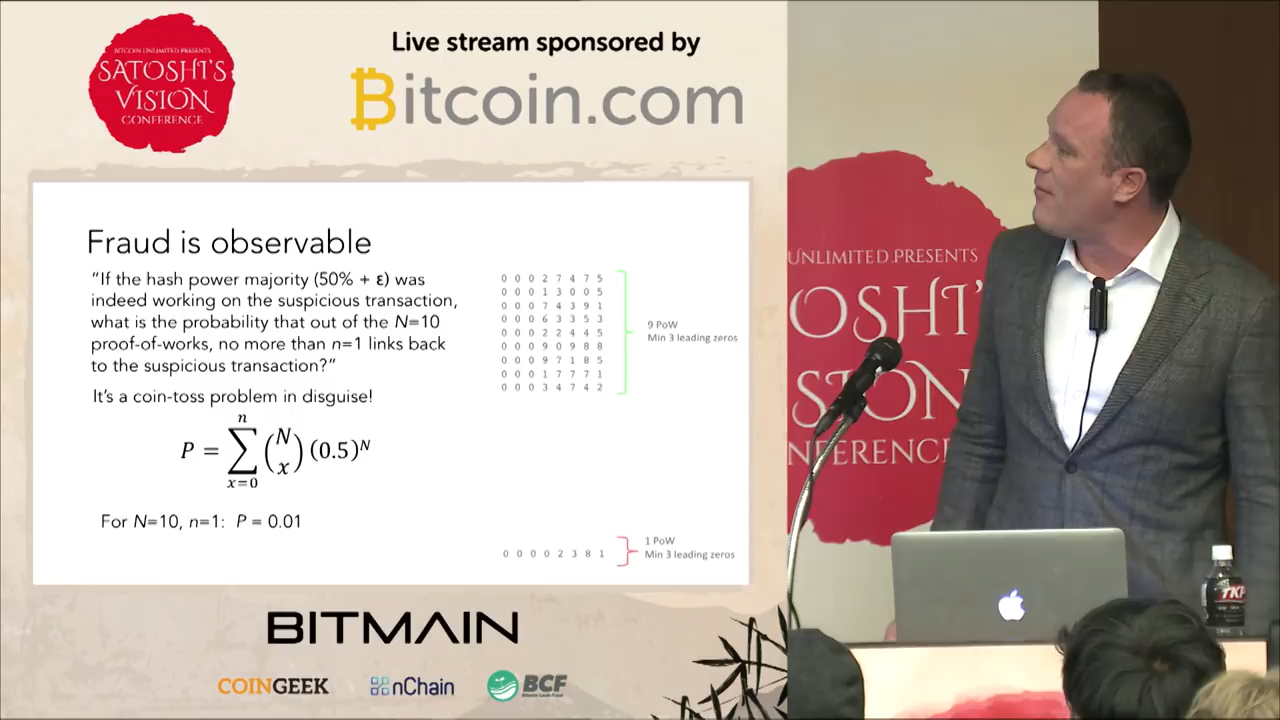 BITCOIN UNLIMITED PRESENTS
SATOSHI'S
VISION
CONFERENCE
Live stream sponsored by
Bitcoin.com
Fraud is observable
"If the hash power majority (50% + ε) was
indeed working on the suspicious transaction,
what is the probability that out of the N=10
proof-of-works, no more than n=1 links back
to the suspicious transaction?"
It's a coin-toss problem in disguise!
P = ∑ₓ₌₀ⁿ (N x) (0.5)ᴺ
For N=10, n=1: P = 0.01
0 0 0 2 7 4 7 5
0 0 0 1 3 0 0 5
0 0 0 7 4 3 9 1
0 0 0 6 3 3 5 3
0 0 0 2 2 4 4 5
0 0 0 9 0 9 8 8
0 0 0 9 7 1 8 5
0 0 0 1 7 7 7 1
0 0 0 3 4 7 4 2
9 PoW
Min 3 leading zeros
0 0 0 0 2 3 8 1
1 PoW
Min 3 leading zeros
BITMAIN
COINGEEK
nChain
BCF
UNLIMITED PRESENTS
OSHI'
SION
NFERENCE